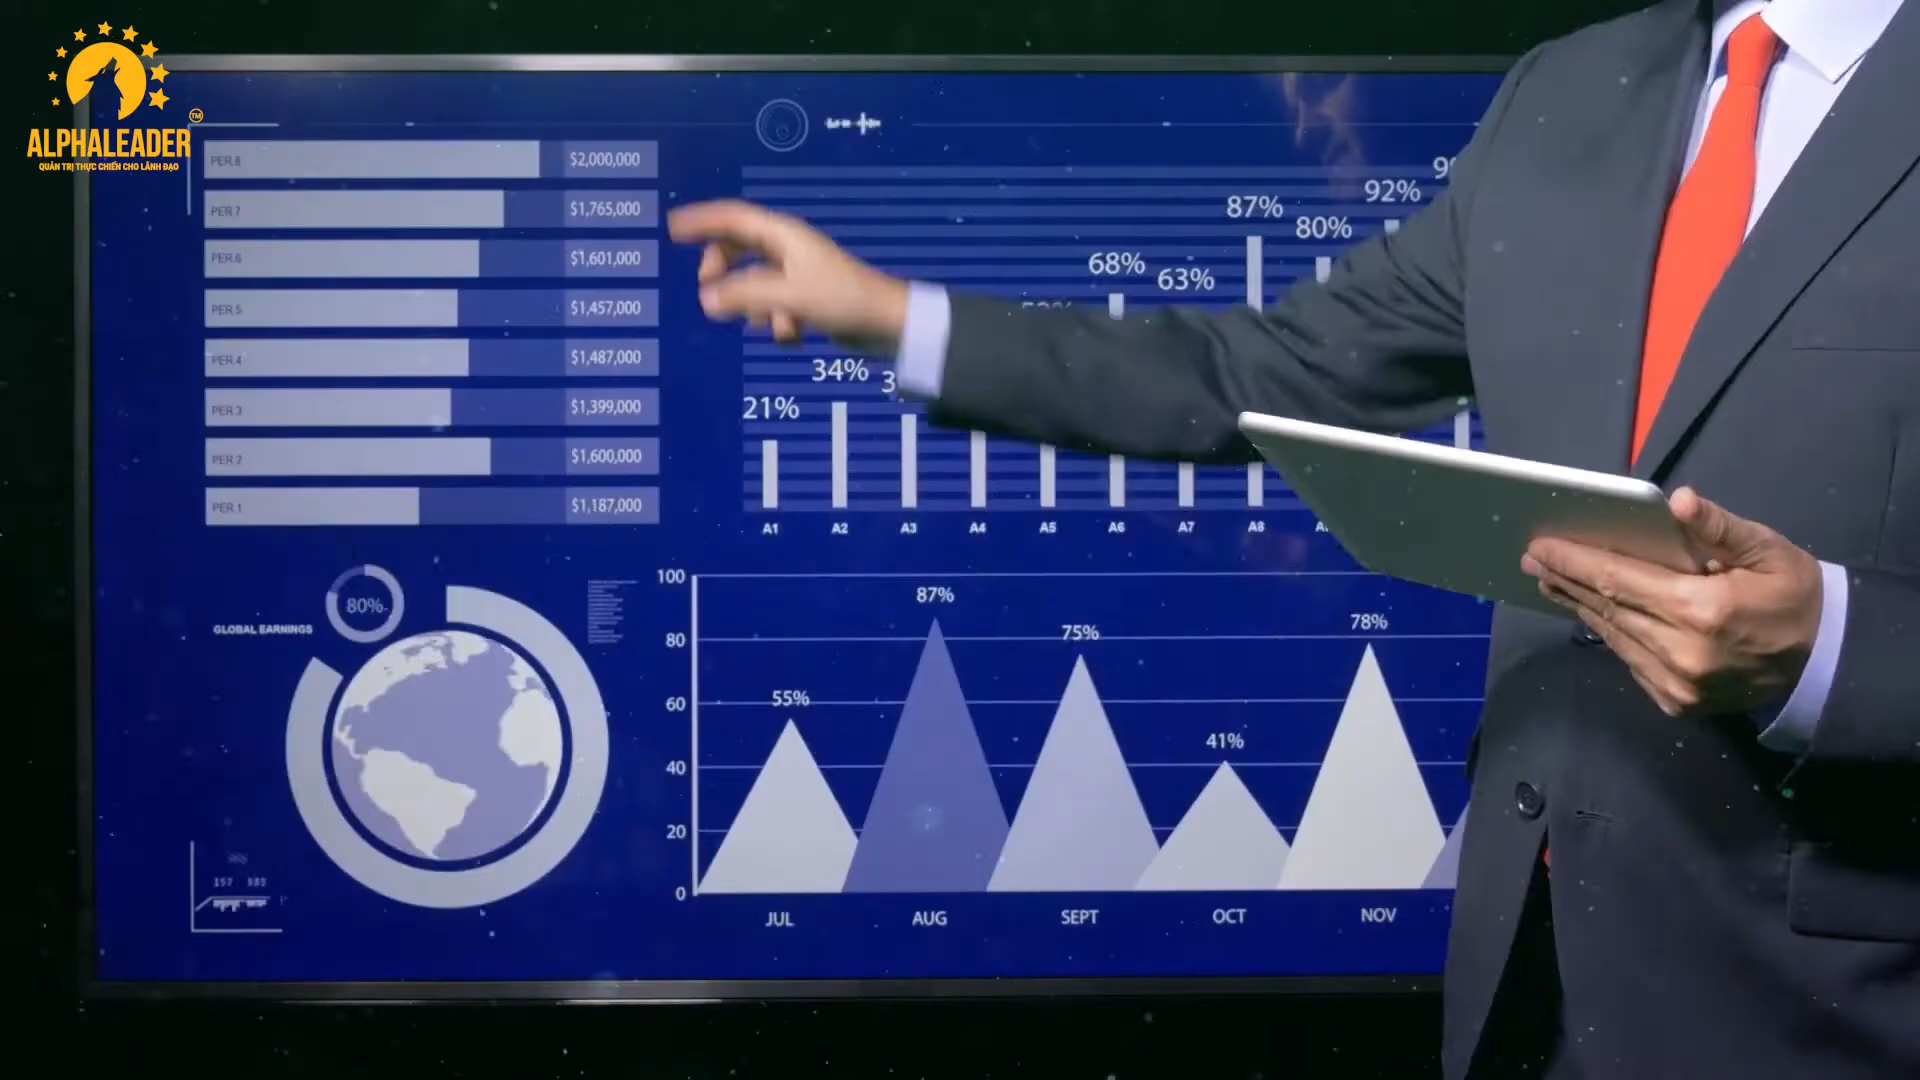 ALPHALEADER
TM
QUẢN TRỊ THỰC CHIẾN CHO LÃNH ĐẠO
PER.8 $2,000,000
PER.7 $1,765,000
PER.6 $1,601,000
PER.5 $1,457,000
PER.4 $1,487,000
PER.3 $1,399,000
PER.2 $1,600,000
PER.1 $1,187,000
21%
34%
68%
63%
87%
80%
92%
A1 A2 A3 A4 A5 A6 A7 A8
80%
GLOBAL EARNINGS
157
100
80
60
40
20
0
55%
87%
75%
41%
78%
JUL AUG SEPT OCT NOV